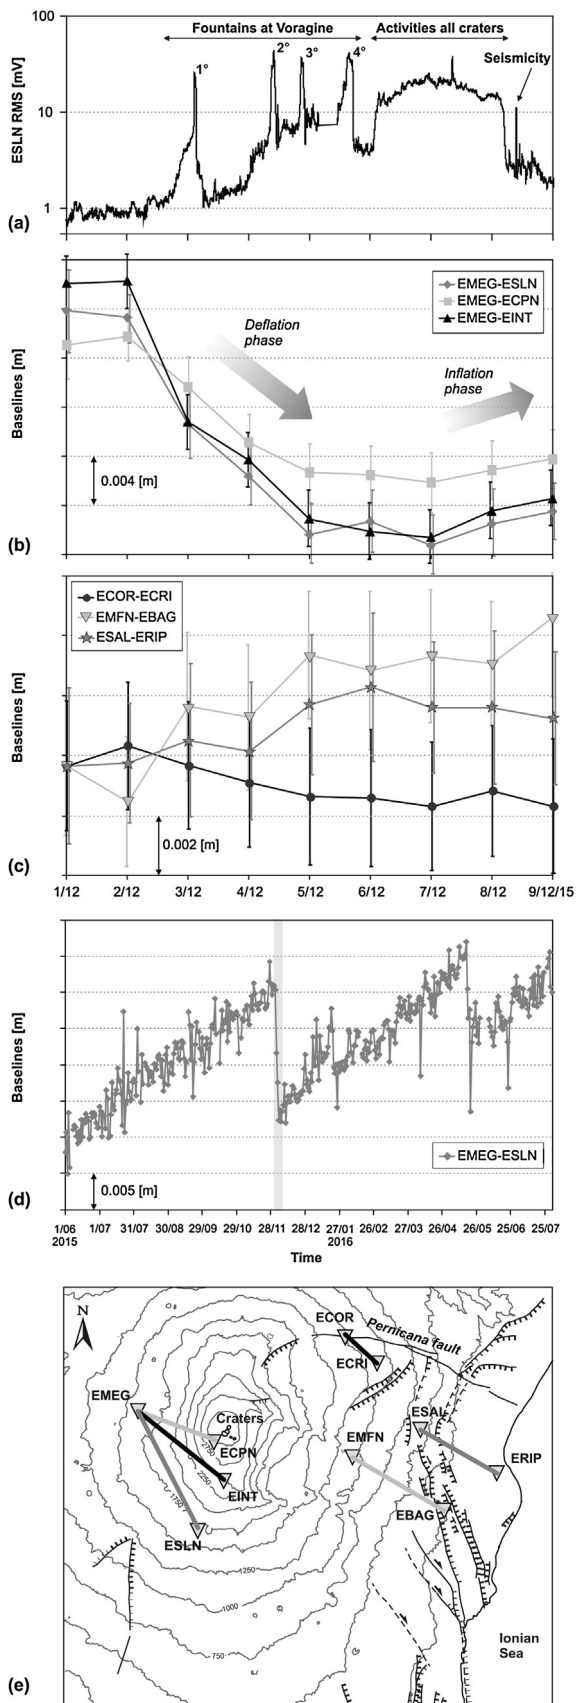 Fountains at Voragine
Activities all craters
100
10
1
ESLN RMS [mV]
1°
2°
3°
4°
Seismicity
(a)
EMEG-ESLN
EMEG-ECPN
EMEG-EINT
Deflation
phase
Inflation
phase
Baselines [m]
0.004 [m]
(b)
ECOR-ECRI
EMFN-EBAG
ESAL-ERIP
Baselines [m]
0.002 [m]
(c)
1/12 2/12 3/12 4/12 5/12 6/12 7/12 8/12 9/12/15
Baselines [m]
EMEG-ESLN
0.005 [m]
(d)
1/06 1/07 31/07 30/08 29/09 29/10 28/11 28/12 27/01 26/02 27/03 26/04 26/05 25/06 25/07
2015 2016
Time
N
ECOR
Pernicana fault
ECRI
EMEG
Craters
ESAL
EMFN
ECPN
2750
ERIP
2250
EINT
1750
EBAG
ESLN
1250
1000
Ionian
Sea
750
(e)